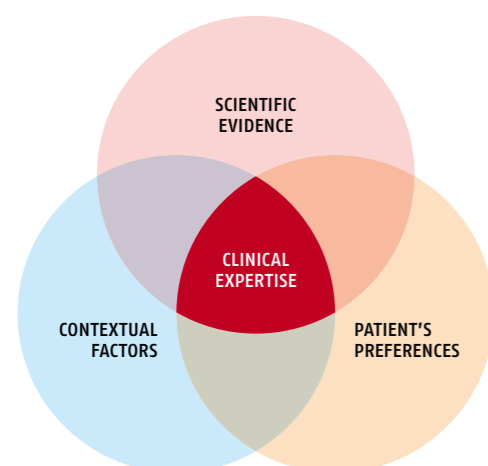 SCIENTIFIC
EVIDENCE
CLINICAL
EXPERTISE
CONTEXTUAL
FACTORS
PATIENT'S
PREFERENCES